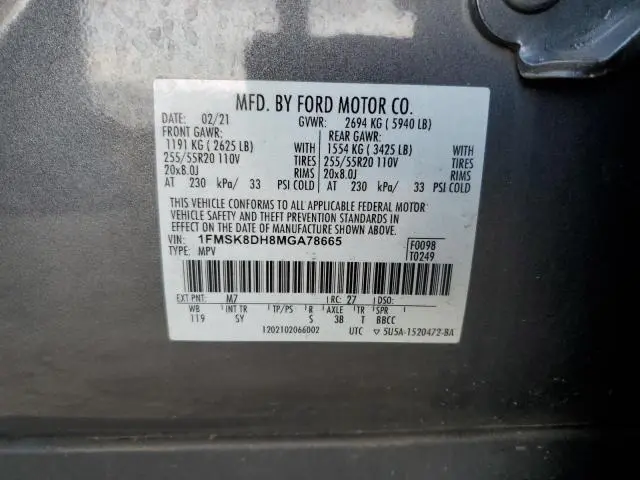 MFD. BY FORD MOTOR CO.
DATE: 02/21 GVWR: 2694 KG ( 5940 LB)
FRONT GAWR: REAR GAWR:
1191 KG ( 2625 LB) WITH 1554 KG ( 3425 LB) WITH
255/55R20 110V TIRES 255/55R20 110V TIRES
20x8.0J RIMS 20x8.0J RIMS
AT 230 kPa/ 33 PSI COLD AT 230 kPa/ 33 PSI COLD
THIS VEHICLE CONFORMS TO ALL APPLICABLE FEDERAL MOTOR
VEHICLE SAFETY AND THEFT PREVENTION STANDARDS IN
EFFECT ON THE DATE OF MANUFACTURE SHOWN ABOVE.
VIN: 1FMSK8DH8MGA78665 F0098
TYPE: MPV T0249
EXT PNT: M7 RC: 27 DSO:
WB INT TR TP/PS R AXLE TR SPR
119 SY S 3B T BBCC
1202102066002 UTC ▽ 5U5A-1520472-BA